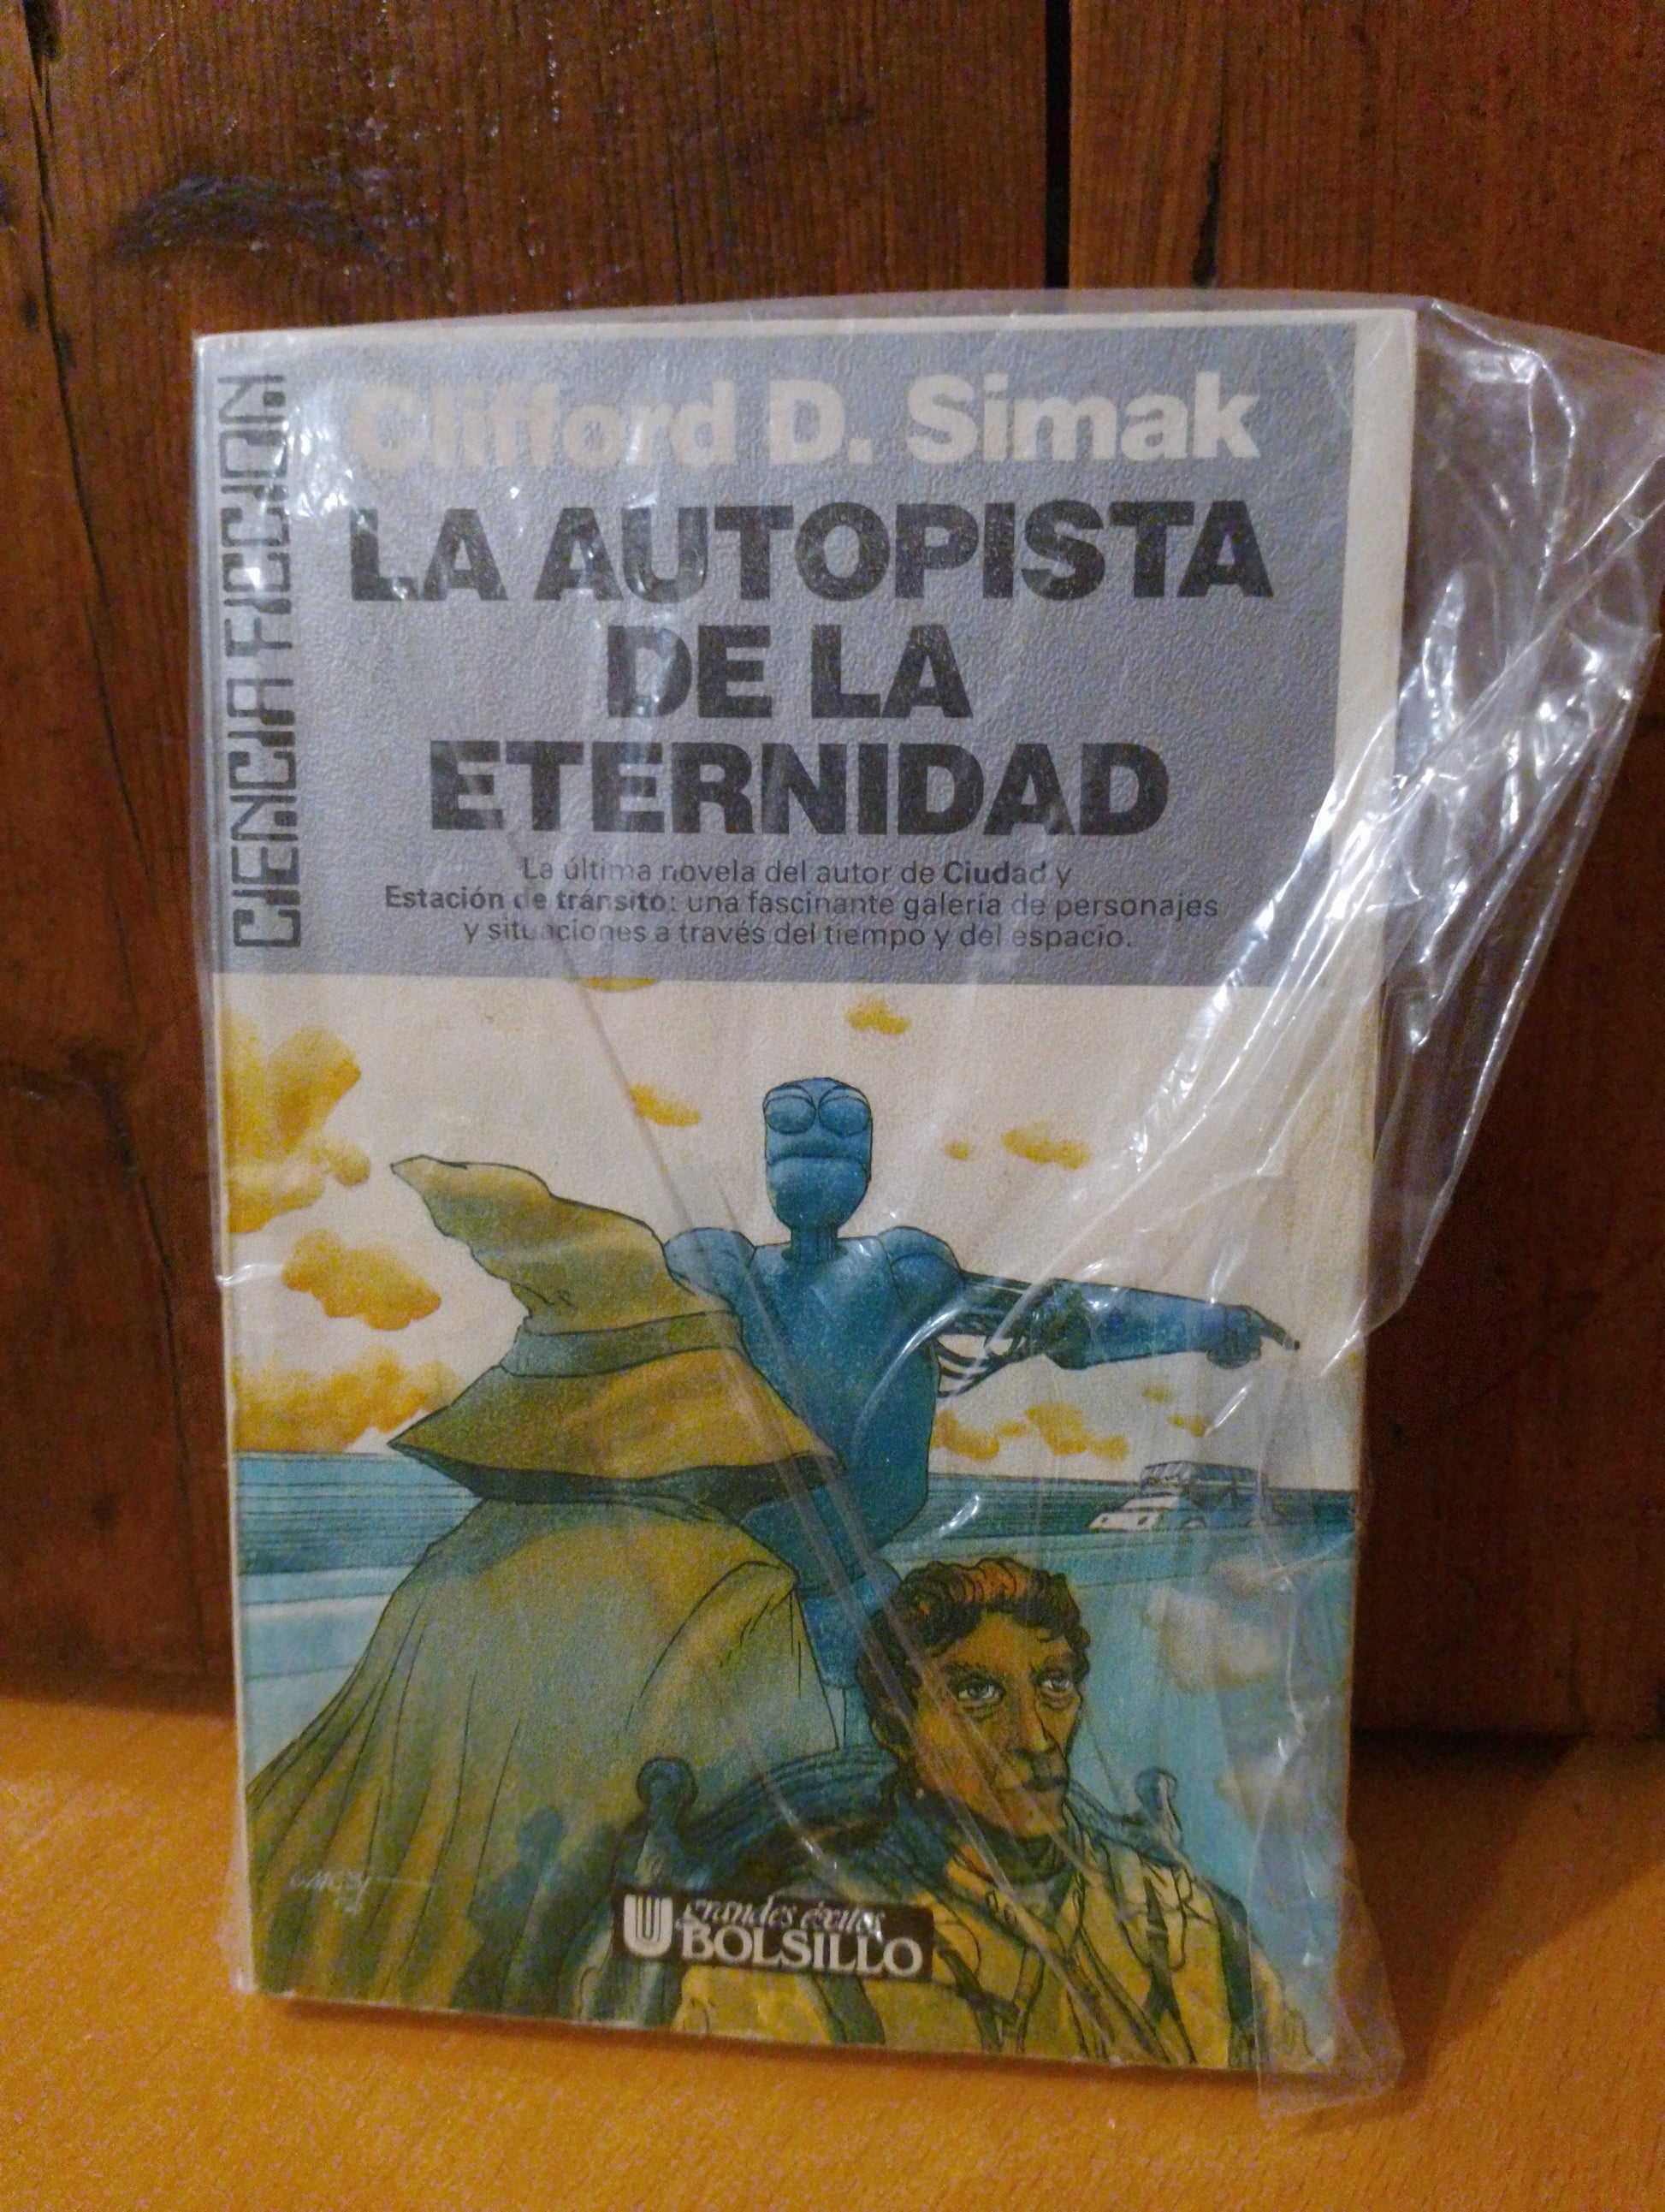 CIENCIA FICCION
Clifford D. Simak
LA AUTOPISTA
DE LA
ETERNIDAD
La última novela del autor de Ciudad y
Estación de tránsito: una fascinante galería de personajes
y situaciones a través del tiempo y del espacio.
grandes éxitos
BOLSILLO